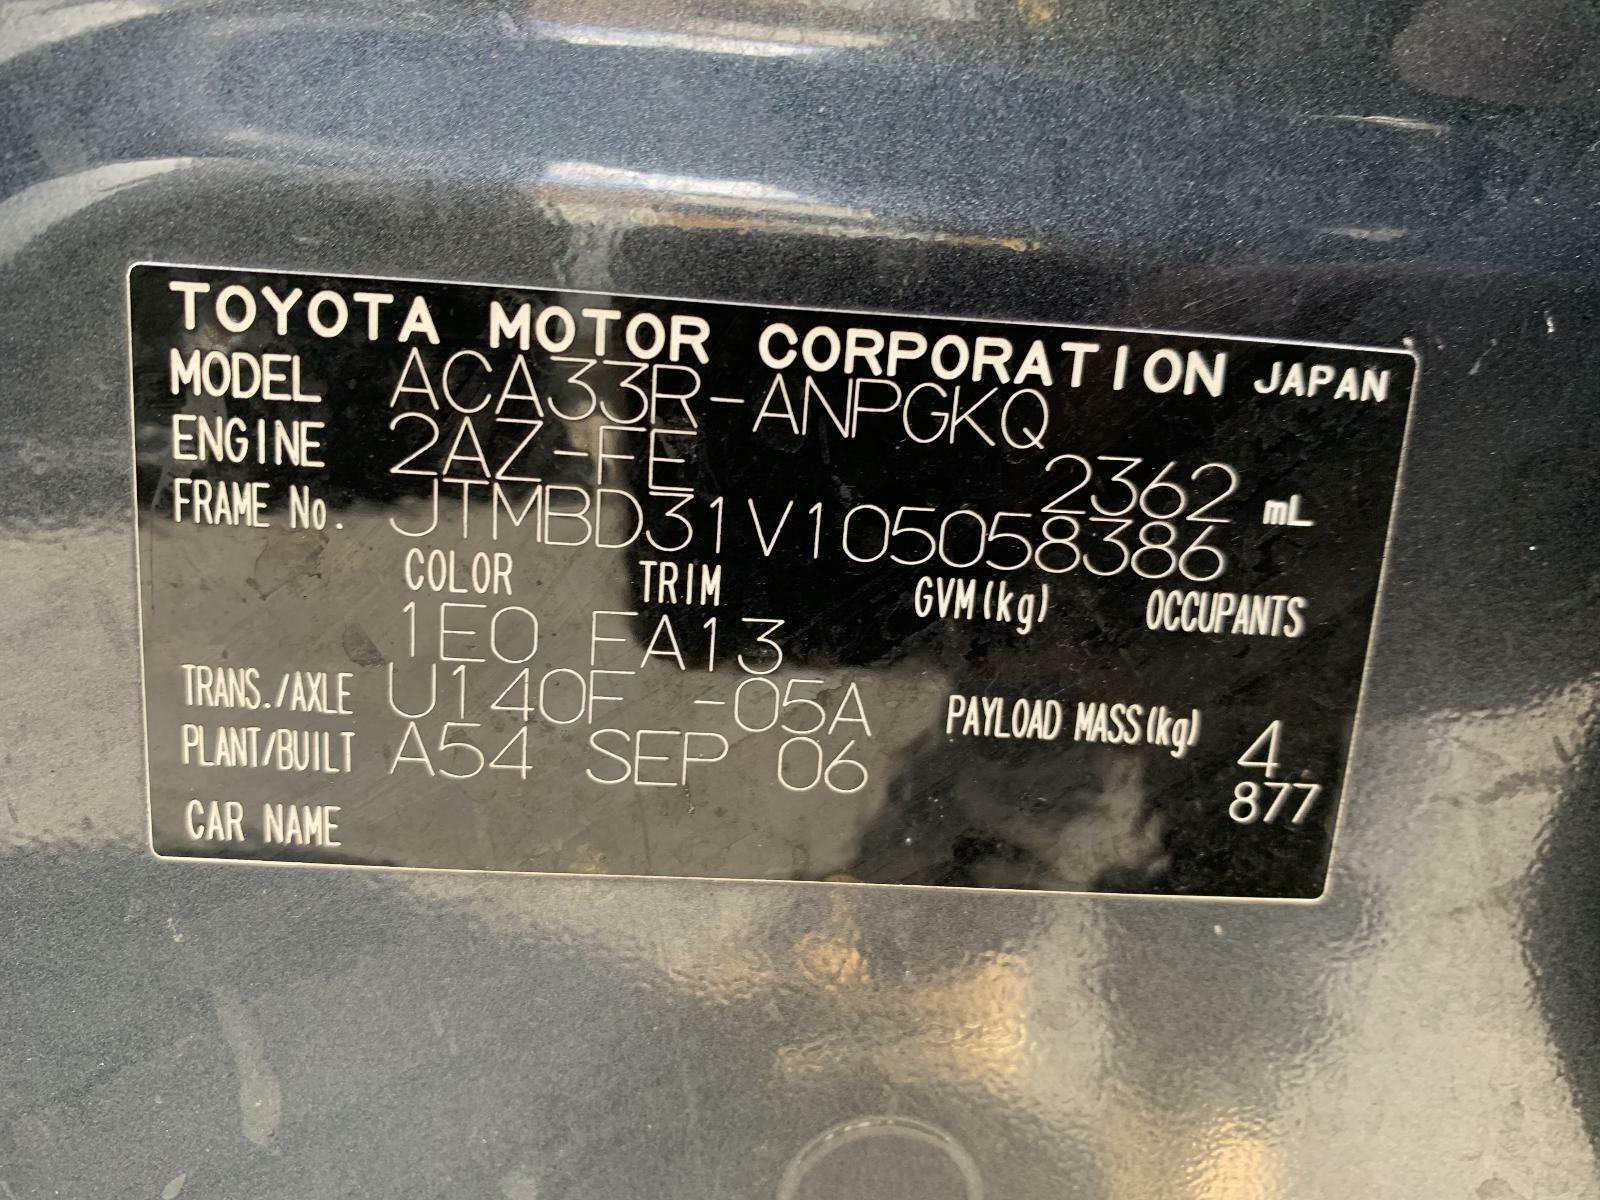 TOYOTA MOTOR CORPORATION JAPAN
MODEL ACA33R-ANPGKQ
ENGINE 2AZ-FE 2362 mL
FRAME No. JTMBD31V105058386
COLOR TRIM GVM(kg) OCCUPANTS
1E0 EA13
TRANS./AXLE U140F -05A PAYLOAD MASS(kg) 4
PLANT/BUILT A54 SEP 06 877
CAR NAME